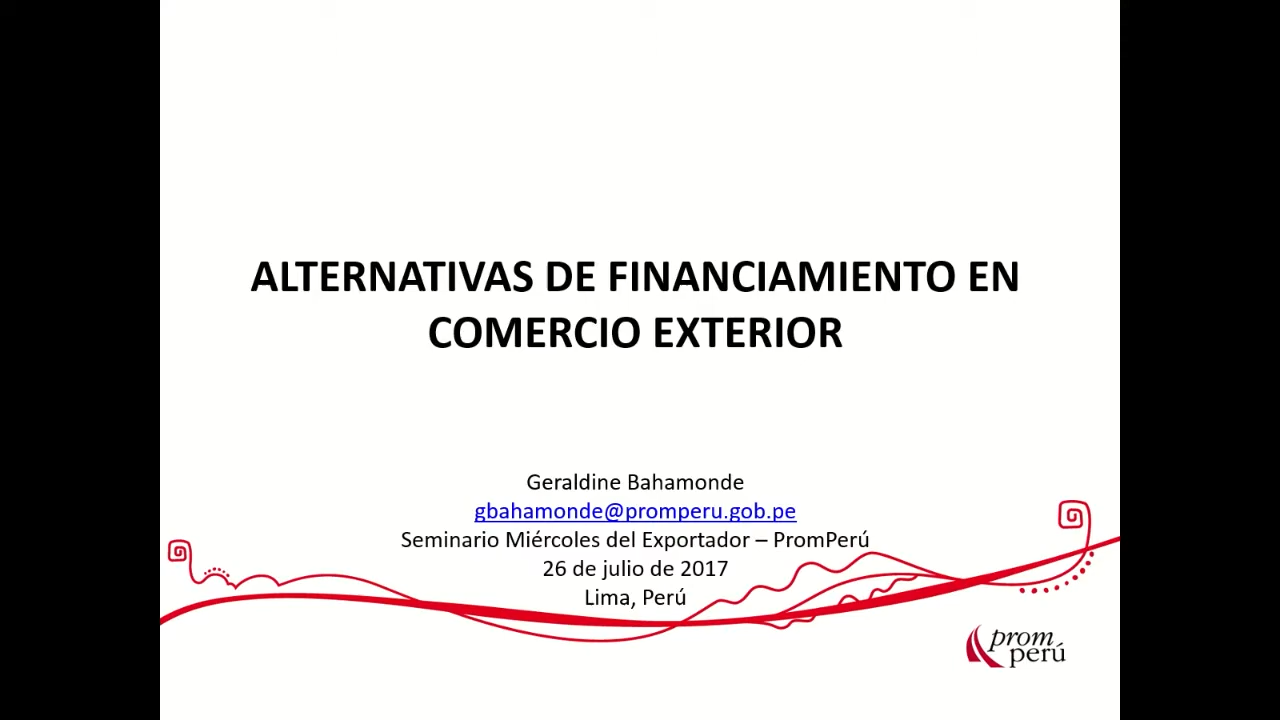 ALTERNATIVAS DE FINANCIAMIENTO EN
COMERCIO EXTERIOR
Geraldine Bahamonde
gbahamonde@promperu.gob.pe
Seminario Miércoles del Exportador – PromPerú
26 de julio de 2017
Lima, Perú
prom
perú